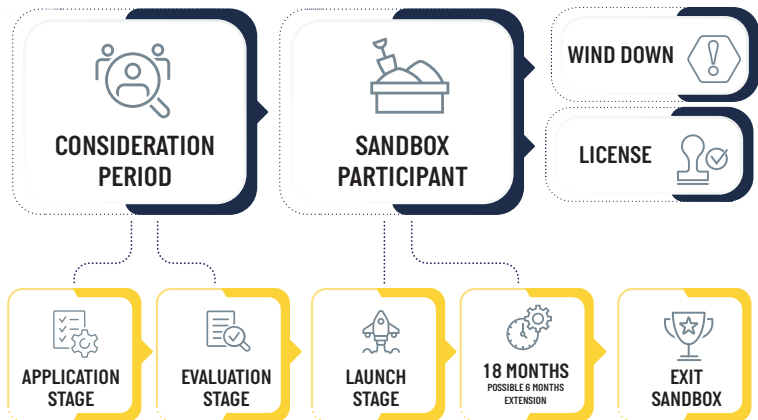 CONSIDERATION
PERIOD
SANDBOX
PARTICIPANT
WIND DOWN
LICENSE
APPLICATION
STAGE
EVALUATION
STAGE
LAUNCH
STAGE
18 MONTHS
POSSIBLE 6 MONTHS
EXTENSION
EXIT
SANDBOX